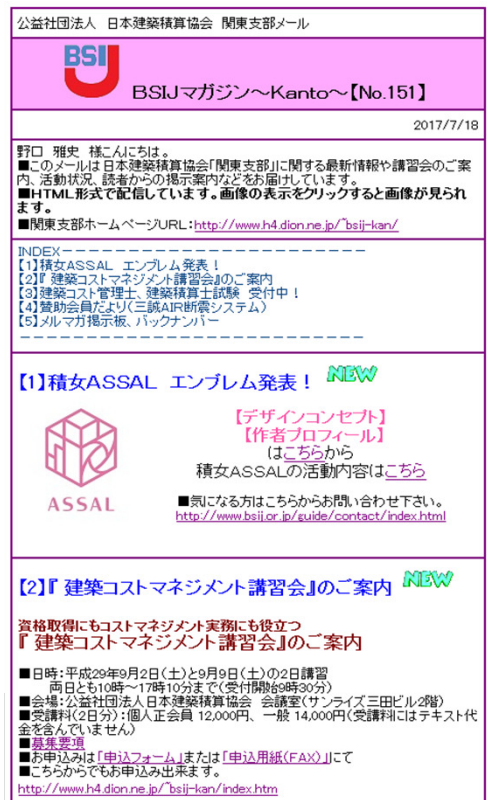 公益社団法人 日本建築積算協会 関東支部メール
BSIJ
BSIJマガジン～Kanto～【No.151】
2017/7/18
野口 雅史 様こんにちは。
■このメールは日本建築積算協会「関東支部」に関する最新情報や講習会のご案
内、活動状況、読者からの掲示案内などをお届けしています。
■HTML形式で配信しています。画像の表示をクリックすると画像が見られ
ます。
■関東支部ホームページURL：http://www.h4.dion.ne.jp/~bsij-kan/
INDEX－－－－－－－－－－－－－－－－－－－－－－－－
【1】積女ASSAL エンブレム発表！
【2】『 建築コストマネジメント講習会』のご案内
【3】建築コスト管理士、建築積算士試験 受付中！
【4】賛助会員だより（三誠AIR断震システム）
【5】メルマガ掲示板、バックナンバー
－－－－－－－－－－－－－－－－－－－－－－－－－－－
【1】積女ASSAL エンブレム発表！ NEW
ASSAL
【デザインコンセプト】
【作者プロフィール】
はこちらから
積女ASSALの活動内容はこちら
■気になる方はこちらからお問い合わせ下さい。
http://www.bsij.or.jp/guide/contact/index.html
【2】『 建築コストマネジメント講習会』のご案内 NEW
資格取得にもコストマネジメント実務にも役立つ
『 建築コストマネジメント講習会』のご案内
■日時：平成29年9月2日（土）と9月9日（土）の2日講習
両日とも10時～17時10分まで（受付開始9時30分）
■会場：公益社団法人日本建築積算協会 会議室（サンライズ三田ビル2階）
■受講料（2日分）：個人正会員 12,000円、一般 14,000円（受講料にはテキスト代
金を含んでいません）
■募集要項
■お申込みは「申込フォーム」または「申込用紙（FAX）」にて
■こちらからでもお申込み出来ます。
http://www.h4.dion.ne.jp/~bsij-kan/index.htm